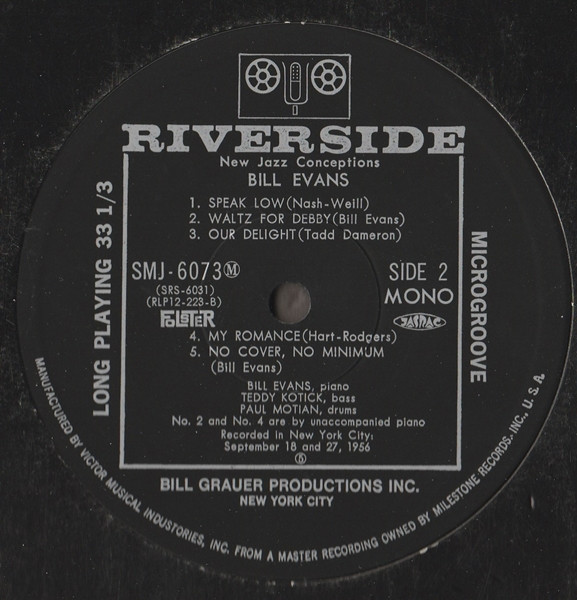 RIVERSIDE
New Jazz Conceptions
BILL EVANS
1. SPEAK LOW (Nash-Weill)
2. WALTZ FOR DEBBY (Bill Evans)
3. OUR DELIGHT (Tadd Dameron)
SMJ-6073 Ⓜ
(SRS-6031)
(RLP12-223-B)
SIDE 2
MONO
JASRAC
4. MY ROMANCE (Hart-Rodgers)
5. NO COVER, NO MINIMUM
(Bill Evans)
BILL EVANS, piano
TEDDY KOTICK, bass
PAUL MOTIAN, drums
No. 2 and No. 4 are by unaccompanied piano
Recorded in New York City:
September 18 and 27, 1956
BILL GRAUER PRODUCTIONS INC.
NEW YORK CITY
LONG PLAYING 33 1/3
MICROGROOVE
MANUFACTURED BY VICTOR MUSICAL INDUSTRIES, INC. FROM A MASTER RECORDING OWNED BY MILESTONE RECORDS, INC., U.S.A.